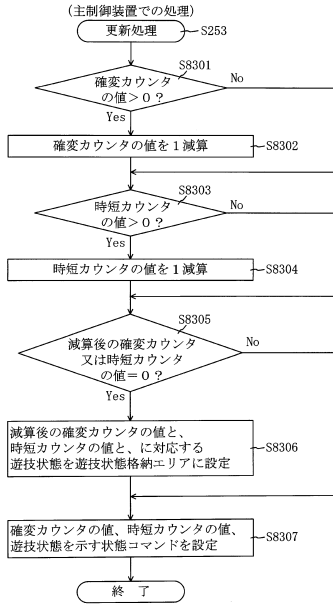 (主制御装置での処理)
更新処理
S253
S8301
確変カウンタ
の値>0?
No
Yes
確変カウンタの値を1減算
S8302
S8303
時短カウンタ
の値>0?
No
Yes
時短カウンタの値を1減算
S8304
S8305
減算後の確変カウンタ
又は時短カウンタ
の値=0?
No
Yes
減算後の確変カウンタの値と、
時短カウンタの値と、に対応する
遊技状態を遊技状態格納エリアに設定
S8306
確変カウンタの値、時短カウンタの値、
遊技状態を示す状態コマンドを設定
S8307
終 了